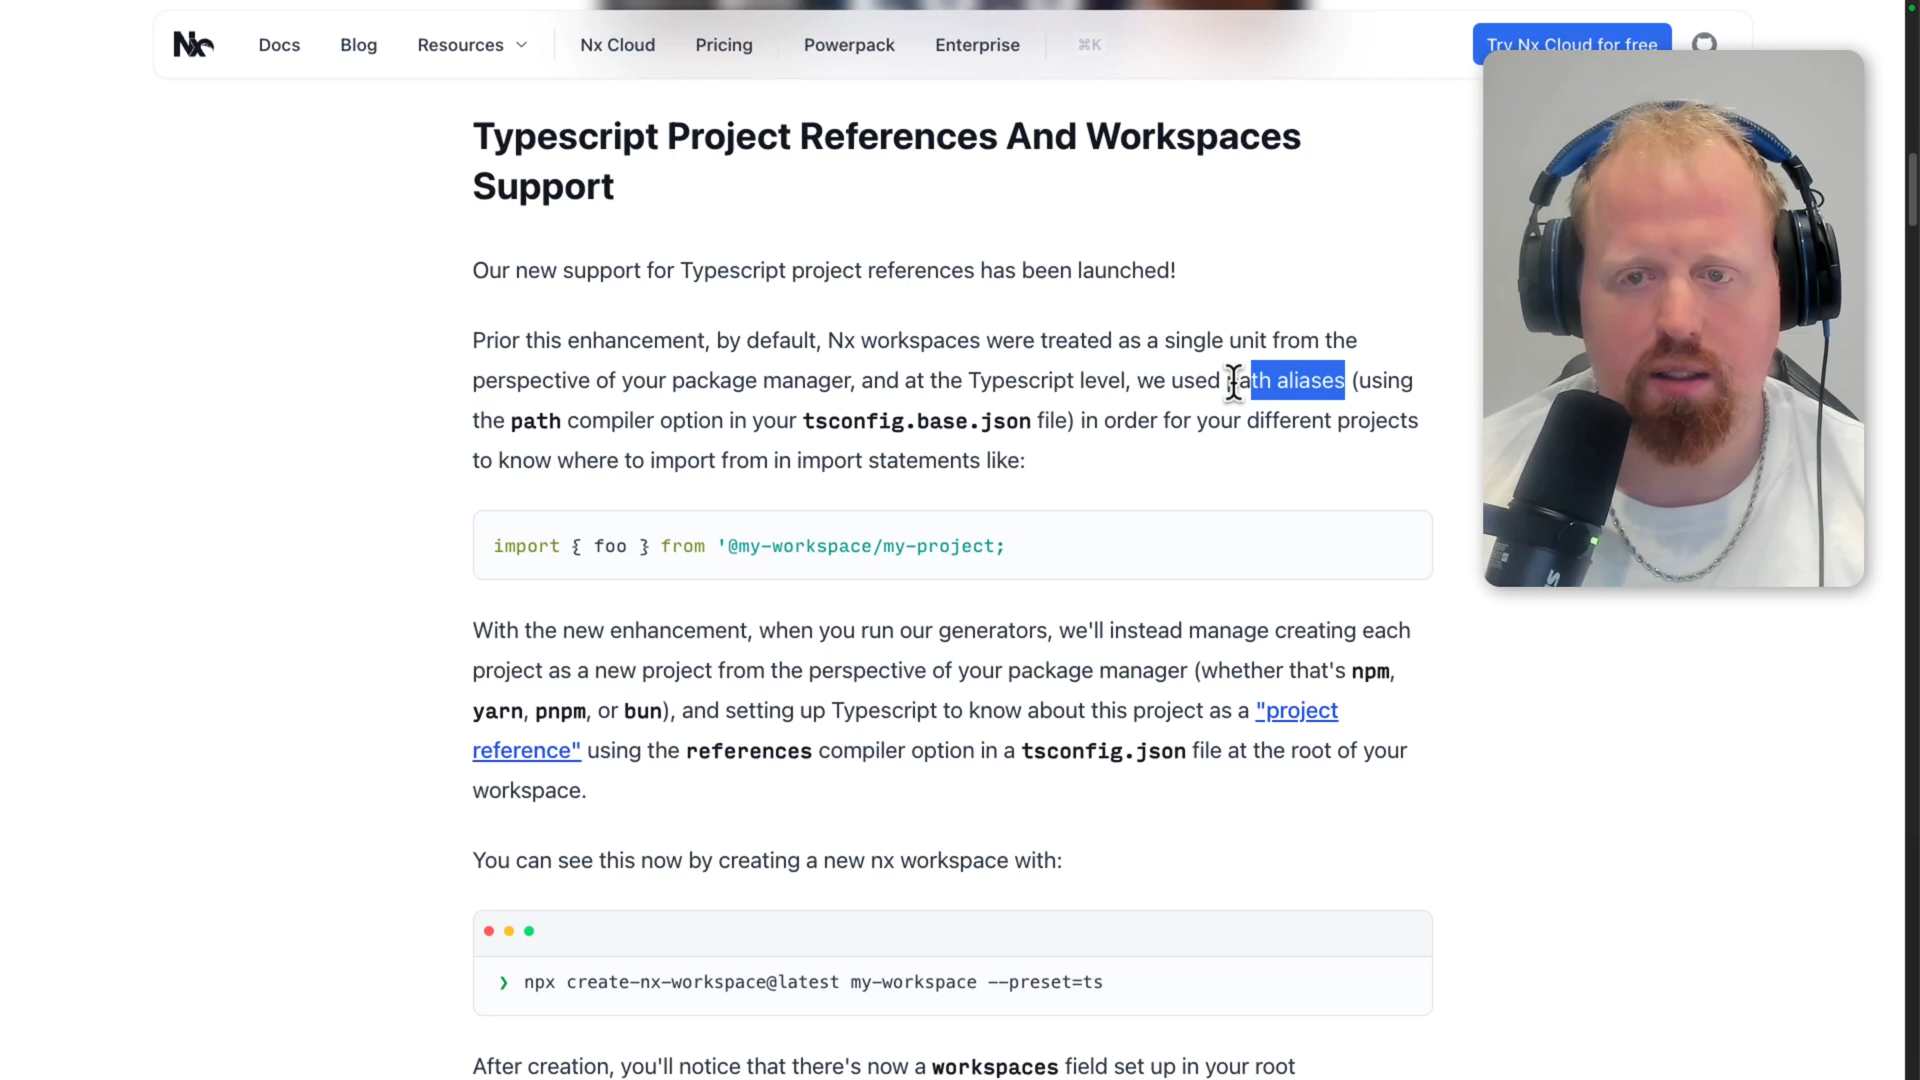 Nx
Docs
Blog
Resources
Nx Cloud
Pricing
Powerpack
Enterprise
⌘K
Try Nx Cloud for free
Typescript Project References And Workspaces
Support
Our new support for Typescript project references has been launched!
Prior this enhancement, by default, Nx workspaces were treated as a single unit from the
perspective of your package manager, and at the Typescript level, we used path aliases (using
the path compiler option in your tsconfig.base.json file) in order for your different projects
to know where to import from in import statements like:
import { foo } from '@my-workspace/my-project;
With the new enhancement, when you run our generators, we'll instead manage creating each
project as a new project from the perspective of your package manager (whether that's npm,
yarn, pnpm, or bun), and setting up Typescript to know about this project as a "project
reference" using the references compiler option in a tsconfig.json file at the root of your
workspace.
You can see this now by creating a new nx workspace with:
❯ npx create-nx-workspace@latest my-workspace --preset=ts
After creation, you'll notice that there's now a workspaces field set up in your root